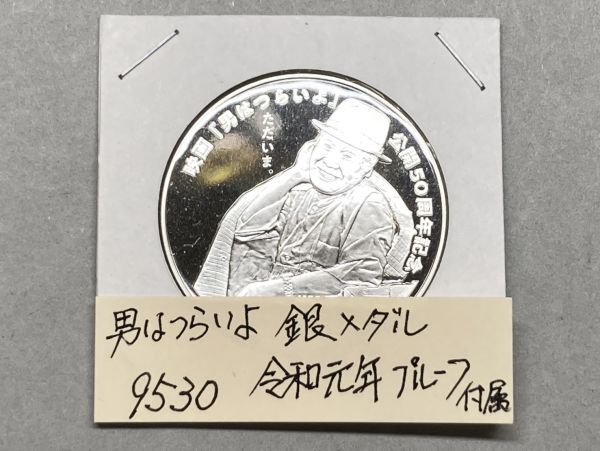 映画「男はつらいよ」公開50周年記念
ただいま。
男はつらいよ 銀メダル
9530 令和元年 プルーフ付属